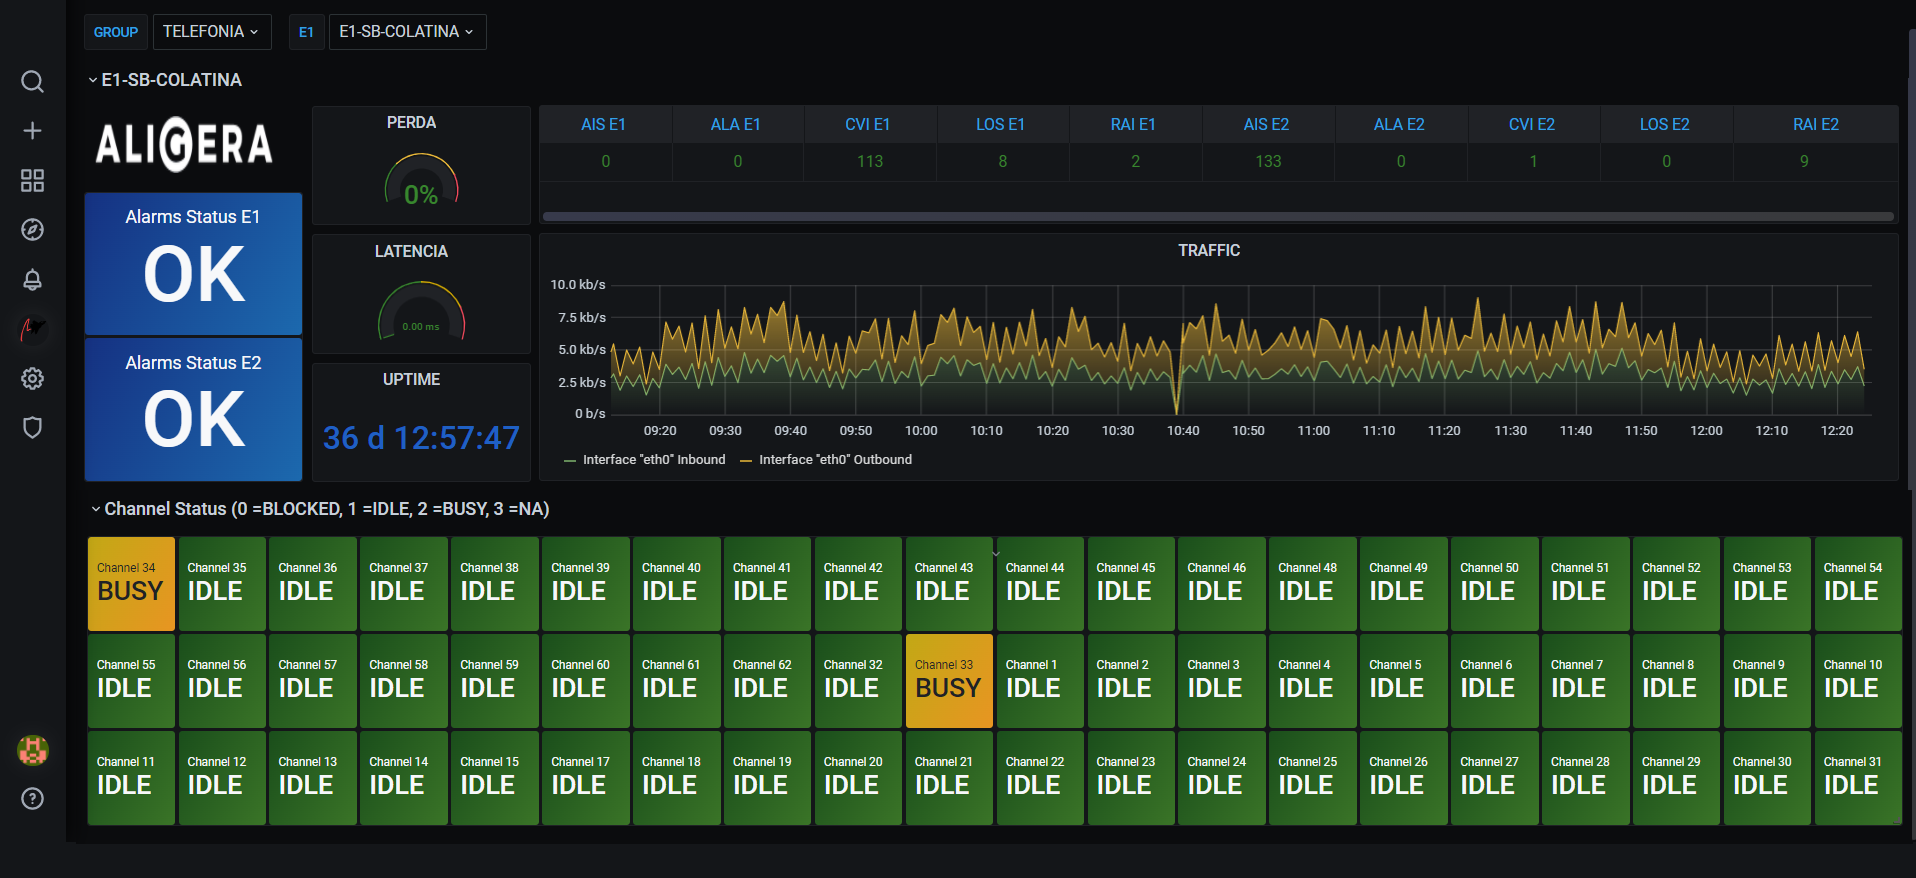 GROUP TELEFONIA E1 E1-SB-COLATINA
E1-SB-COLATINA
ALIGERA
Alarms Status E1
OK
Alarms Status E2
OK
PERDA
0%
LATENCIA
0.00 ms
UPTIME
36 d 12:57:47
AIS E1 ALA E1 CVI E1 LOS E1 RAI E1 AIS E2 ALA E2 CVI E2 LOS E2 RAI E2
0 0 113 8 2 133 0 1 0 9
TRAFFIC
10.0 kb/s
7.5 kb/s
5.0 kb/s
2.5 kb/s
0 b/s
09:20 09:30 09:40 09:50 10:00 10:10 10:20 10:30 10:40 10:50 11:00 11:10 11:20 11:30 11:40 11:50 12:00 12:10 12:20
Interface "eth0" Inbound Interface "eth0" Outbound
Channel Status (0 =BLOCKED, 1 =IDLE, 2 =BUSY, 3 =NA)
Channel 34 Channel 35 Channel 36 Channel 37 Channel 38 Channel 39 Channel 40 Channel 41 Channel 42 Channel 43 Channel 44 Channel 45 Channel 46 Channel 48 Channel 49 Channel 50 Channel 51 Channel 52 Channel 53 Channel 54
BUSY IDLE IDLE IDLE IDLE IDLE IDLE IDLE IDLE IDLE IDLE IDLE IDLE IDLE IDLE IDLE IDLE IDLE IDLE IDLE
Channel 55 Channel 56 Channel 57 Channel 58 Channel 59 Channel 60 Channel 61 Channel 62 Channel 32 Channel 33 Channel 1 Channel 2 Channel 3 Channel 4 Channel 5 Channel 6 Channel 7 Channel 8 Channel 9 Channel 10
IDLE IDLE IDLE IDLE IDLE IDLE IDLE IDLE IDLE BUSY IDLE IDLE IDLE IDLE IDLE IDLE IDLE IDLE IDLE IDLE
Channel 11 Channel 12 Channel 13 Channel 14 Channel 15 Channel 17 Channel 18 Channel 19 Channel 20 Channel 21 Channel 22 Channel 23 Channel 24 Channel 25 Channel 26 Channel 27 Channel 28 Channel 29 Channel 30 Channel 31
IDLE IDLE IDLE IDLE IDLE IDLE IDLE IDLE IDLE IDLE IDLE IDLE IDLE IDLE IDLE IDLE IDLE IDLE IDLE IDLE